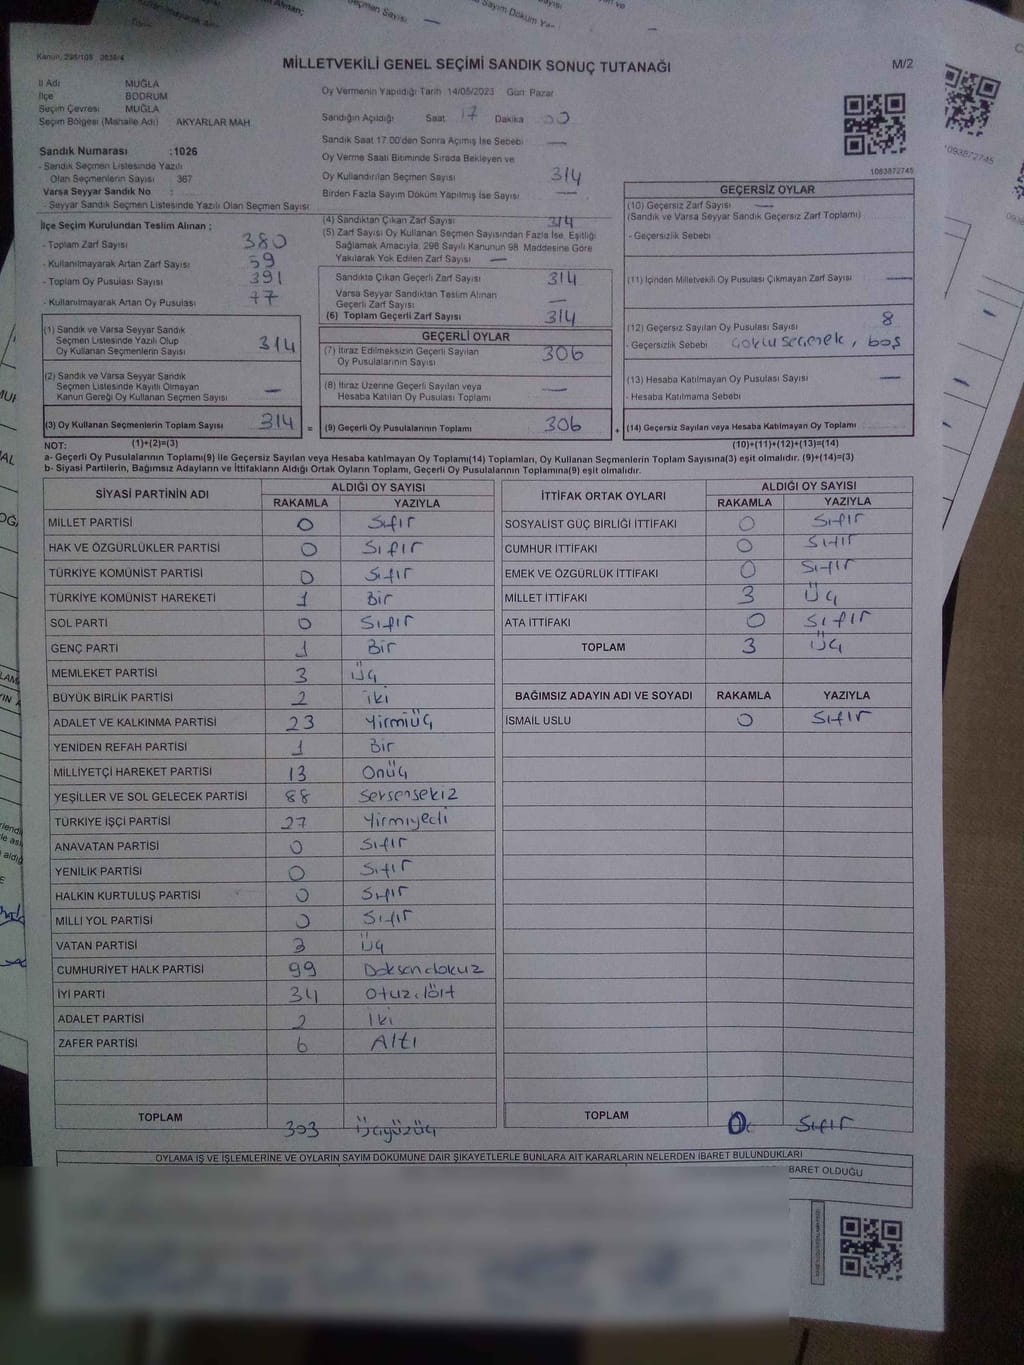 Kanun, 298/105 2839/4
MİLLETVEKİLİ GENEL SEÇİMİ SANDIK SONUÇ TUTANAĞI
M/2
İl Adı MUĞLA
İlçe BODRUM
Seçim Çevresi MUĞLA
Seçim Bölgesi (Mahalle Adı) AKYARLAR MAH
Sandık Numarası :1026
- Sandık Seçmen Listesinde Yazılı
Olan Seçmenlerin Sayısı 367
Varsa Seyyar Sandık No :
- Seyyar Sandık Seçmen Listesinde Yazılı Olan Seçmen Sayısı
Oy Vermenin Yapıldığı Tarih 14/05/2023 Gün Pazar
Sandığın Açıldığı Saat 17 Dakika
Sandık Saat 17.00'den Sonra Açımış İse Sebebi —
Oy Verme Saati Bitiminde Sırada Bekleyen ve
Oy Kullandırılan Seçmen Sayısı 314
Birden Fazla Sayım Döküm Yapılmış İse Sayısı —
1093872745
İlçe Seçim Kurulundan Teslim Alınan ;
- Toplam Zarf Sayısı 380
- Kullanılmayarak Artan Zarf Sayısı 59
- Toplam Oy Pusulası Sayısı 391
- Kullanılmayarak Artan Oy Pusulası 77
(1) Sandık ve Varsa Seyyar Sandık
Seçmen Listesinde Yazılı Olup
Oy Kullanan Seçmenlerin Sayısı 314
(2) Sandık ve Varsa Seyyar Sandık
Seçmen Listesinde Kayıtlı Olmayan
Kanun Gereği Oy Kullanan Seçmen Sayısı —
(3) Oy Kullanan Seçmenlerin Toplam Sayısı 314 =
(4) Sandıktan Çıkan Zarf Sayısı 314
(5) Zarf Sayısı Oy Kullanan Seçmen Sayısından Fazla İse, Eşitliği
Sağlamak Amacıyla, 298 Sayılı Kanunun 98. Maddesine Göre
Yakılarak Yok Edilen Zarf Sayısı —
Sandıkta Çıkan Geçerli Zarf Sayısı 314
Varsa Seyyar Sandıktan Teslim Alınan
Geçerli Zarf Sayısı —
(6) Toplam Geçerli Zarf Sayısı 314
GEÇERLİ OYLAR
(7) İtiraz Edilmeksizin Geçerli Sayılan
Oy Pusulalarının Sayısı 306
(8) İtiraz Üzerine Geçerli Sayılan veya
Hesaba Katılan Oy Pusulası Toplamı —
(9) Geçerli Oy Pusulalarının Toplamı 306 +
GEÇERSİZ OYLAR
(10) Geçersiz Zarf Sayısı —
(Sandık ve Varsa Seyyar Sandık Geçersiz Zarf Toplamı)
- Geçersizlik Sebebi
(11) İçinden Milletvekili Oy Pusulası Çıkmayan Zarf Sayısı —
(12) Geçersiz Sayılan Oy Pusulası Sayısı 8
- Geçersizlik Sebebi Çoklu seçmek, boş
(13) Hesaba Katılmayan Oy Pusulası Sayısı —
- Hesaba Katılmama Sebebi
(14) Geçersiz Sayılan veya Hesaba Katılmayan Oy Toplamı
NOT: (1)+(2)=(3) (10)+(11)+(12)+(13)=(14)
a- Geçerli Oy Pusulalarının Toplamı(9) ile Geçersiz Sayılan veya Hesaba katılmayan Oy Toplamı(14) Toplamları, Oy Kullanan Seçmenlerin Toplam Sayısına(3) eşit olmalıdır. (9)+(14)=(3)
b- Siyasi Partilerin, Bağımsız Adayların ve İttifakların Aldığı Ortak Oyların Toplamı, Geçerli Oy Pusulalarının Toplamına(9) eşit olmalıdır.
SİYASİ PARTİNİN ADI ALDIĞI OY SAYISI
RAKAMLA YAZIYLA
MİLLET PARTİSİ 0 Sıfır
HAK VE ÖZGÜRLÜKLER PARTİSİ 0 Sıfır
TÜRKİYE KOMÜNİST PARTİSİ 0 Sıfır
TÜRKİYE KOMÜNİST HAREKETİ 1 Bir
SOL PARTİ 0 Sıfır
GENÇ PARTİ 1 Bir
MEMLEKET PARTİSİ 3 Üç
BÜYÜK BİRLİK PARTİSİ 2 iki
ADALET VE KALKINMA PARTİSİ 23 Yirmiüç
YENİDEN REFAH PARTİSİ 1 Bir
MİLLİYETÇİ HAREKET PARTİSİ 13 Onüç
YEŞİLLER VE SOL GELECEK PARTİSİ 88 Seksensekiz
TÜRKİYE İŞÇİ PARTİSİ 27 Yirmiyedi
ANAVATAN PARTİSİ 0 Sıfır
YENİLİK PARTİSİ 0 Sıfır
HALKIN KURTULUŞ PARTİSİ 0 Sıfır
MİLLİ YOL PARTİSİ 0 Sıfır
VATAN PARTİSİ 3 Üç
CUMHURİYET HALK PARTİSİ 99 Doksandokuz
İYİ PARTİ 34 Otuzdört
ADALET PARTİSİ 2 İki
ZAFER PARTİSİ 6 Altı
TOPLAM 303 Üçyüzüç
İTTİFAK ORTAK OYLARI ALDIĞI OY SAYISI
RAKAMLA YAZIYLA
SOSYALİST GÜÇ BİRLİĞİ İTTİFAKI 0 Sıfır
CUMHUR İTTİFAKI 0 Sıfır
EMEK VE ÖZGÜRLÜK İTTİFAKI 0 Sıfır
MİLLET İTTİFAKI 3 Üç
ATA İTTİFAKI 0 Sıfır
TOPLAM 3 Üç
BAĞIMSIZ ADAYIN ADI VE SOYADI RAKAMLA YAZIYLA
İSMAİL USLU 0 Sıfır
TOPLAM 0 Sıfır
OYLAMA İŞ VE İŞLEMLERİNE VE OYLARIN SAYIM DÖKÜMÜNE DAİR ŞİKAYETLERLE BUNLARA AİT KARARLARIN NELERDEN İBARET BULUNDUKLARI
İBARET OLDUĞU